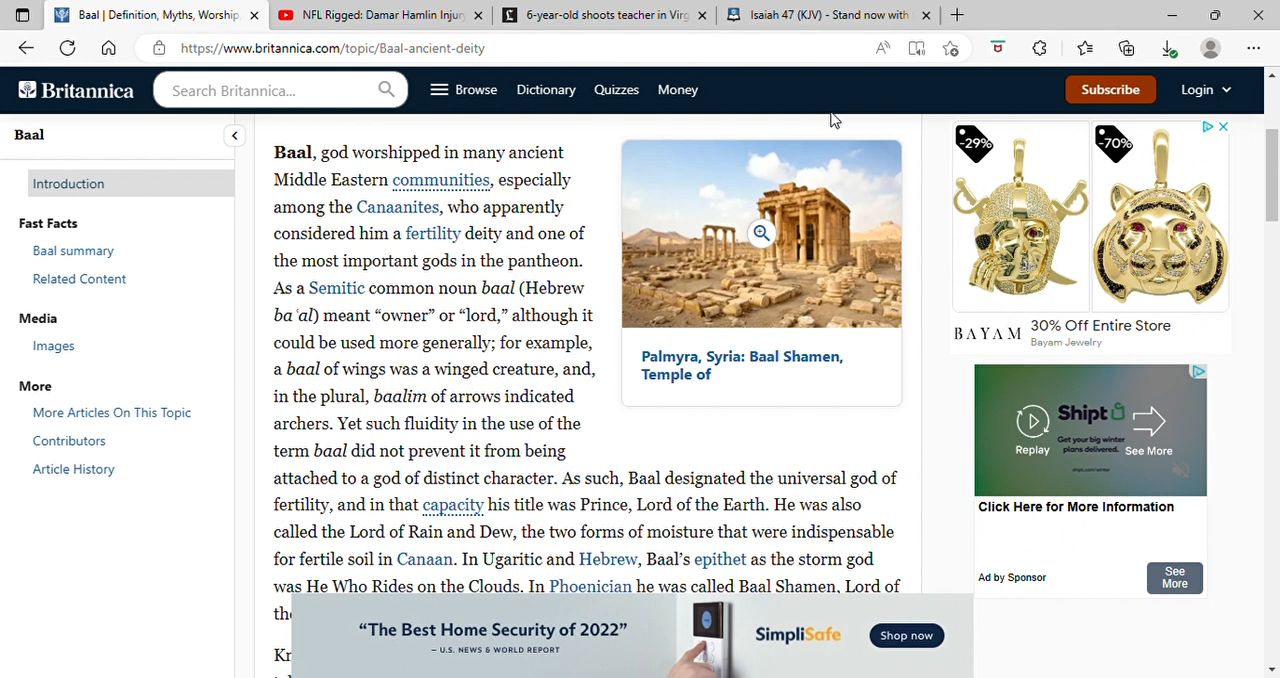 Baal | Definition, Myths, Worship,
NFL Rigged: Damar Hamlin Injury
6-year-old shoots teacher in Virg
Isaiah 47 (KJV) - Stand now with
https://www.britannica.com/topic/Baal-ancient-deity
Britannica
Search Britannica...
Browse
Dictionary
Quizzes
Money
Subscribe
Login
Baal
Introduction
Fast Facts
Baal summary
Related Content
Media
Images
More
More Articles On This Topic
Contributors
Article History
Baal, god worshipped in many ancient
Middle Eastern communities, especially
among the Canaanites, who apparently
considered him a fertility deity and one of
the most important gods in the pantheon.
As a Semitic common noun baal (Hebrew
baʿal) meant “owner” or “lord,” although it
could be used more generally; for example,
a baal of wings was a winged creature, and,
in the plural, baalim of arrows indicated
archers. Yet such fluidity in the use of the
term baal did not prevent it from being
attached to a god of distinct character. As such, Baal designated the universal god of
fertility, and in that capacity his title was Prince, Lord of the Earth. He was also
called the Lord of Rain and Dew, the two forms of moisture that were indispensable
for fertile soil in Canaan. In Ugaritic and Hebrew, Baal’s epithet as the storm god
was He Who Rides on the Clouds. In Phoenician he was called Baal Shamen, Lord of
Palmyra, Syria: Baal Shamen,
Temple of
-29%
-70%
BAYAM
30% Off Entire Store
Bayam Jewelry
Shipt
Get your big winter
plans delivered.
shipt.com/winter
Replay
See More
Click Here for More Information
Ad by Sponsor
See
More
“The Best Home Security of 2022”
– U.S. NEWS & WORLD REPORT
SimpliSafe
Shop now